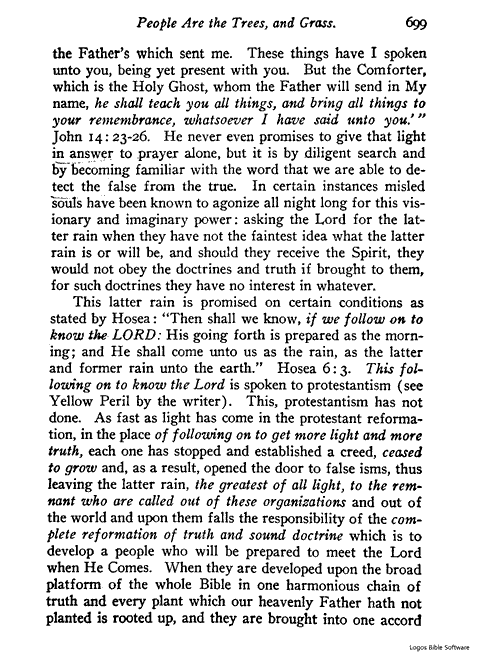 People Are the Trees, and Grass. 699
the Father's which sent me. These things have I spoken
unto you, being yet present with you. But the Comforter,
which is the Holy Ghost, whom the Father will send in My
name, he shall teach you all things, and bring all things to
your remembrance, whatsoever I have said unto you.' "
John 14: 23-26. He never even promises to give that light
in answer to prayer alone, but it is by diligent search and
by becoming familiar with the word that we are able to de-
tect the false from the true. In certain instances misled
souls have been known to agonize all night long for this vis-
ionary and imaginary power: asking the Lord for the lat-
ter rain when they have not the faintest idea what the latter
rain is or will be, and should they receive the Spirit, they
would not obey the doctrines and truth if brought to them,
for such doctrines they have no interest in whatever.
This latter rain is promised on certain conditions as
stated by Hosea: "Then shall we know, if we follow on to
know the LORD: His going forth is prepared as the morn-
ing; and He shall come unto us as the rain, as the latter
and former rain unto the earth." Hosea 6: 3. This fol-
lowing on to know the Lord is spoken to protestantism (see
Yellow Peril by the writer). This, protestantism has not
done. As fast as light has come in the protestant reforma-
tion, in the place of following on to get more light and more
truth, each one has stopped and established a creed, ceased
to grow and, as a result, opened the door to false isms, thus
leaving the latter rain, the greatest of all light, to the rem-
nant who are called out of these organizations and out of
the world and upon them falls the responsibility of the com-
plete reformation of truth and sound doctrine which is to
develop a people who will be prepared to meet the Lord
when He Comes. When they are developed upon the broad
platform of the whole Bible in one harmonious chain of
truth and every plant which our heavenly Father hath not
planted is rooted up, and they are brought into one accord
Logos Bible Software